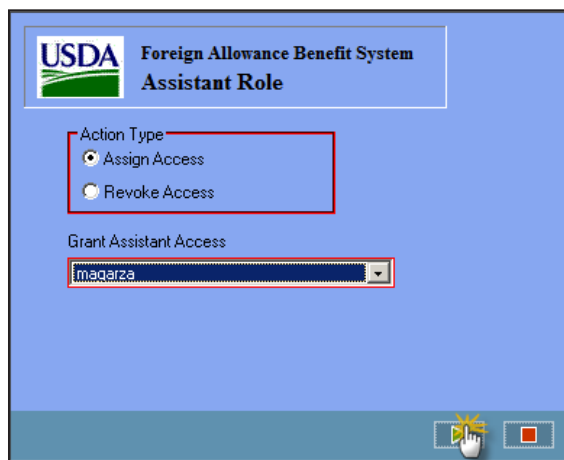 USDA
Foreign Allowance Benefit System
Assistant Role
Action Type
Assign Access
Revoke Access
Grant Assistant Access
magarza